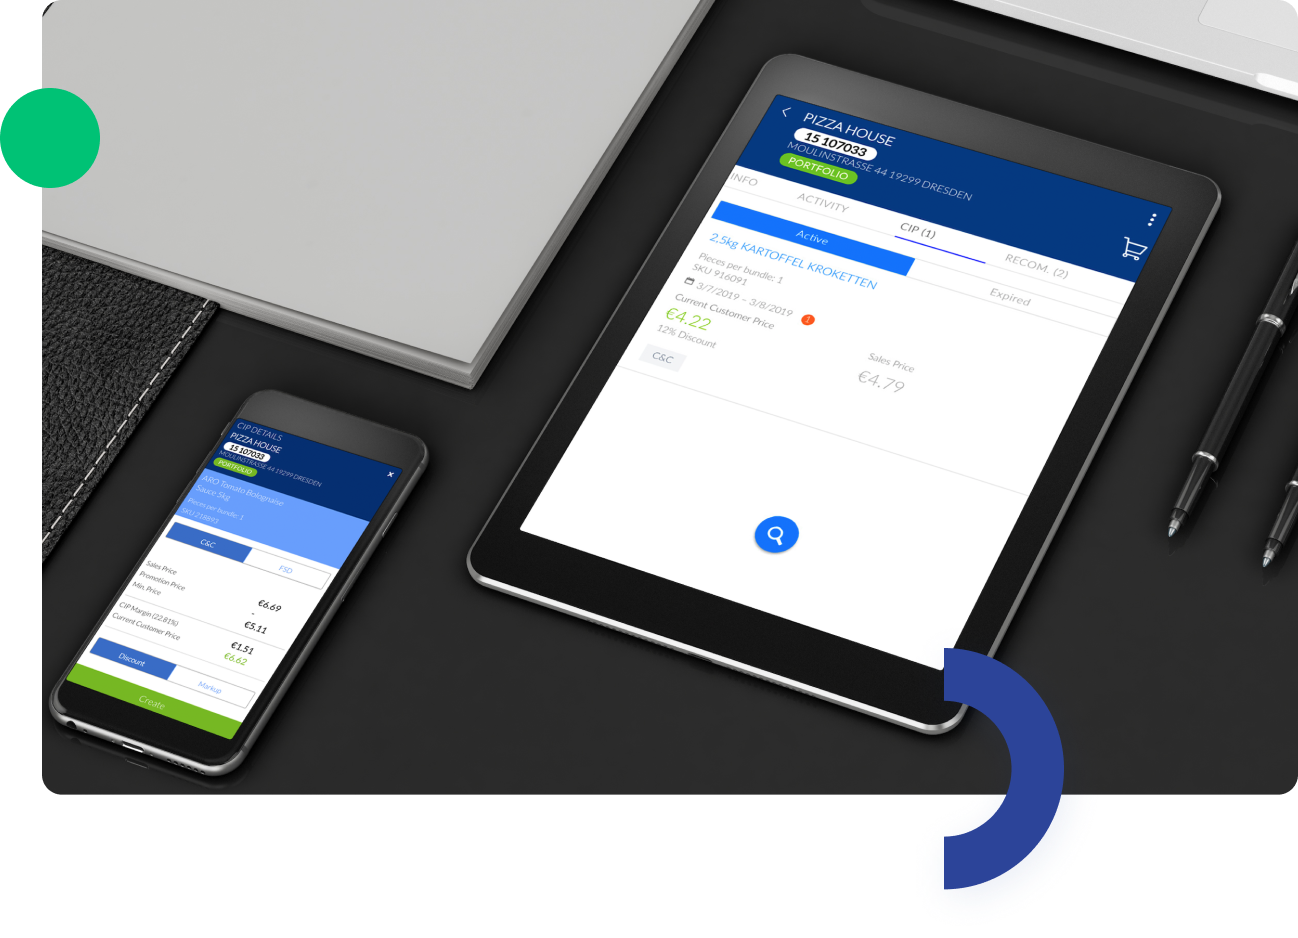 PIZZA HOUSE
15 107033
MOULINSTRASSE 44 19299 DRESDEN
PORTFOLIO
INFO
ACTIVITY
CIP (1)
RECOM. (2)
Active
Expired
2,5kg KARTOFFEL KROKETTEN
Pieces per bundle: 1
SKU 916091
3/7/2019 – 3/8/2019
Current Customer Price
1
€4.22
12% Discount
Sales Price
€4.79
C&C
CIP DETAILS
PIZZA HOUSE
15 107033
MOULINSTRASSE 44 19299 DRESDEN
PORTFOLIO
×
ARO Tomato Bolognaise
Sauce 5kg
Pieces per bundle: 1
C&C
FSD
Sales Price
€6.69
Promotion Price
-
Min. Price
€5.11
CIP Margin (22.81%)
€1.51
Current Customer Price
€6.62
Discount
Markup
Create